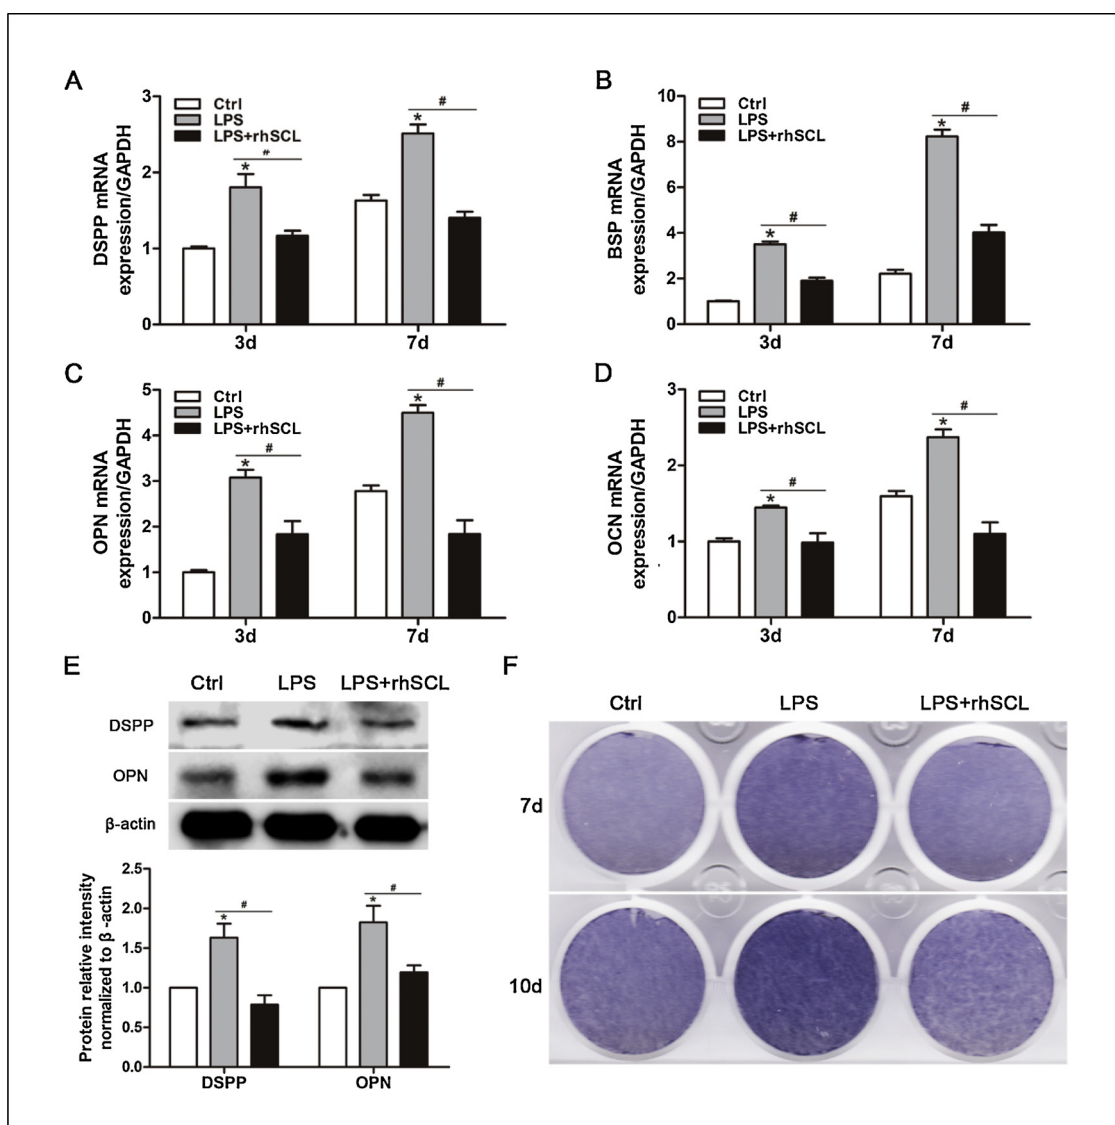 A
DSPP mRNA
expression/GAPDH
3
2
1
0
Ctrl
LPS
LPS+rhSCL
*
#
*
#
3d
7d
B
BSP mRNA
expression/GAPDH
10
8
6
4
2
0
Ctrl
LPS
LPS+rhSCL
*
#
*
#
3d
7d
C
OPN mRNA
expression/GAPDH
5
4
3
2
1
0
Ctrl
LPS
LPS+rhSCL
*
#
*
#
3d
7d
D
OCN mRNA
expression/GAPDH
3
2
1
0
Ctrl
LPS
LPS+rhSCL
*
#
*
#
3d
7d
E
Ctrl LPS LPS+rhSCL
DSPP
OPN
β-actin
Protein relative intensity
normalized to β -actin
2.5
2.0
1.5
1.0
0.5
0.0
*
#
*
#
DSPP
OPN
F
Ctrl LPS LPS+rhSCL
7d
10d